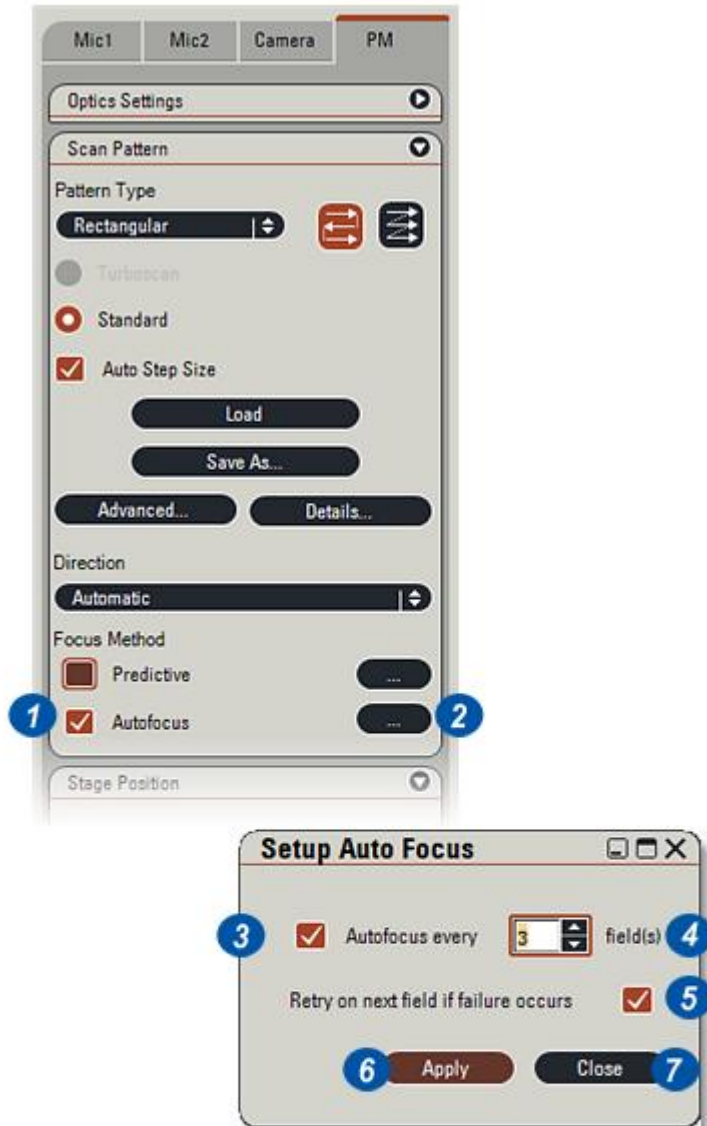 Mic1 Mic2 Camera PM
Optics Settings
Scan Pattern
Pattern Type
Rectangular
Turboscan
Standard
Auto Step Size
Load
Save As...
Advanced... Details...
Direction
Automatic
Focus Method
Predictive ...
1 Autofocus ... 2
Stage Position
Setup Auto Focus
3 Autofocus every 3 field(s) 4
Retry on next field if failure occurs 5
6 Apply Close 7